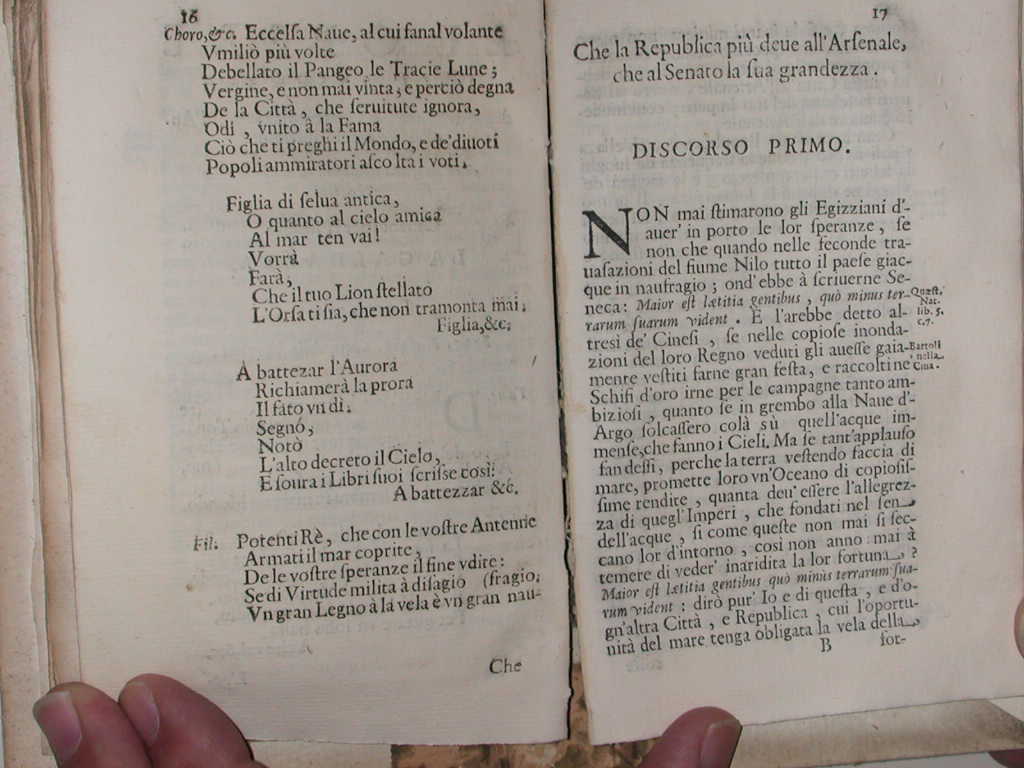 16
Choro,&c. Eccelſa Naue, al cui fanal volante
Vmiliò più volte
Debellato il Pangeo le Tracie Lune;
Vergine, e non mai vinta; e perciò degna
De la Città, che ſeruitute ignora,
Odi, vnito à la Fama
Ciò che ti preghi il Mondo, e de'diuoti
Popoli ammiratori aſcolta i voti.
Figlia di ſelua antica,
O quanto al cielo amica
Al mar ten vai!
Vorrà
Farà,
Che il tuo Lion ſtellato
L'Orſa ti ſia, che non tramonta mai.
Figlia,&c.
A battezar l'Aurora
Richiamerà la prora
Il fato vn dì.
Segnò,
Notò
L'alto decreto il Cielo,
E ſoura i Libri ſuoi ſcriſse così:
A battezzar &c.
Fil. Potenti Rè, che con le voſtre Antenne
Armati il mar coprite,
De le voſtre ſperanze il fine vdite:
Se di Virtude milita à diſagio (fragio.
Vn gran Legno à la vela è vn gran nau-
Che
17
Che la Republica più deue all'Arſenale,
che al Senato la ſua grandezza.
DISCORSO PRIMO.
NON mai ſtimarono gli Egizziani d'-
auer' in porto le lor ſperanze, ſe
non che quando nelle feconde tra-
uaſazioni del fiume Nilo tutto il paeſe giac-
que in naufragio; ond'ebbe à ſcriuerne Se-
neca: Maior eſt lætitia gentibus, quò minus ter-
rarum ſuarum vident. E l'arebbe detto al-
treſi de' Cineſi, ſe nelle copioſe inonda-
zioni del loro Regno veduti gli aueſſe gaia-
mente veſtiti farne gran feſta, e raccolti ne
Schifi d'oro irne per le campagne tanto am-
bizioſi, quanto ſe in grembo alla Naue d'-
Argo ſolcaſſero colà sù quell'acque im-
menſe,che fanno i Cieli. Ma ſe tant'applauſo
fan deſſi, perche la terra veſtendo faccia di
mare, promette loro vn'Oceano di copioſiſ-
ſime rendite, quanta deu' eſſere l'allegrez-
za di quegl'Imperi, che fondati nel ſen
dell'acque, ſi come queſte non mai ſi ſec-
cano lor d'intorno, così non anno mai à
temere di veder' inaridita la lor fortuna?
Maior eſt lætitia gentibus quò minus terrarum ſua-
rum vident: dirò pur' Io e di queſta, e d'o-
gn'altra Città, e Republica, cui l'oportu-
nità del mare tenga obligata la vela della
B for-
Quæſt.
Nat.
lib. 5.
c.7.
Bartoli
nella
Cina.